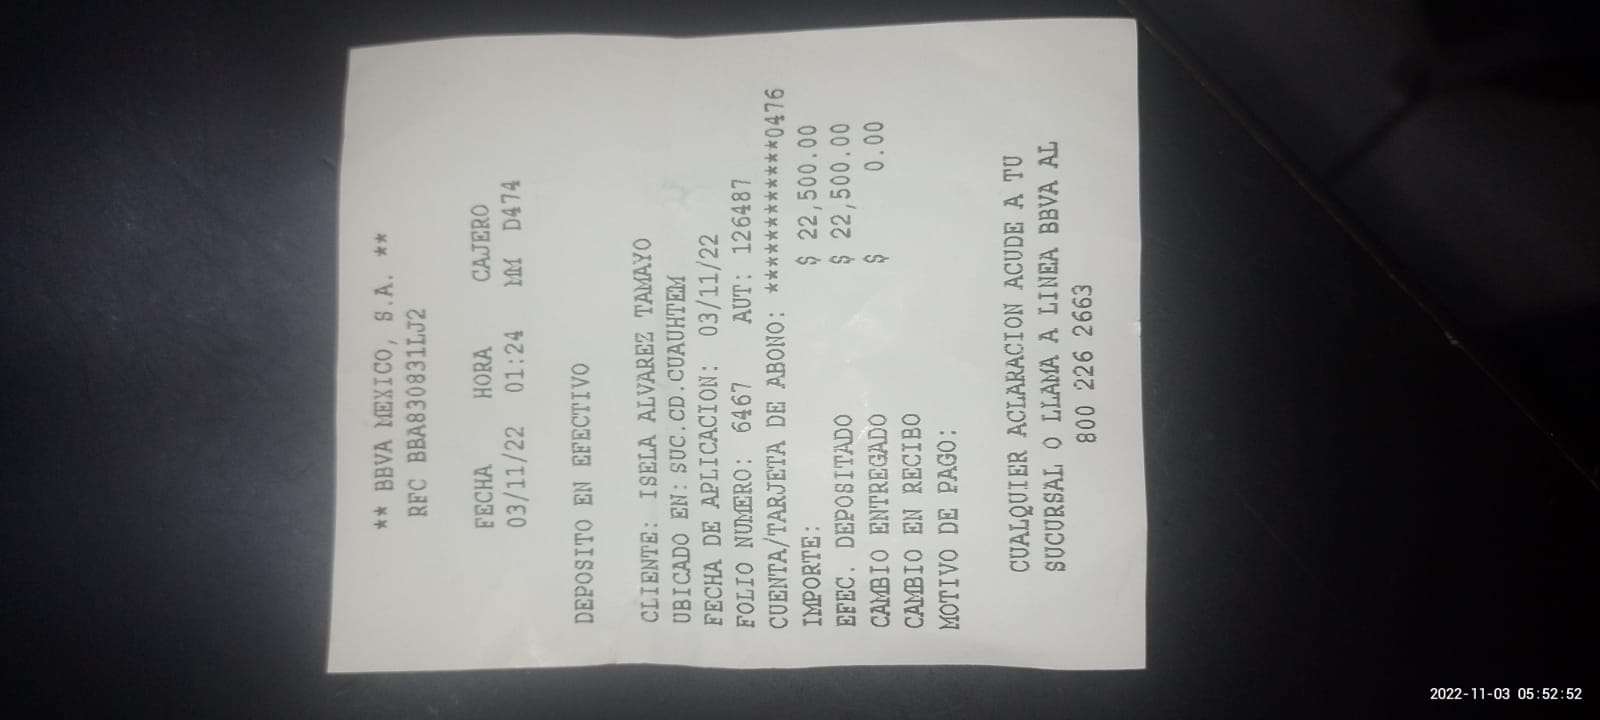 ** BBVA MEXICO, S.A. **
RFC BBA830831LJ2
FECHA HORA CAJERO
03/11/22 01:24 MM D474
DEPOSITO EN EFECTIVO
CLIENTE: ISELA ALVAREZ TAMAYO
UBICADO EN: SUC.CD.CUAUHTEM
FECHA DE APLICACION: 03/11/22
FOLIO NUMERO: 6467 AUT: 126487
CUENTA/TARJETA DE ABONO: ************0476
IMPORTE: $ 22,500.00
EFEC. DEPOSITADO $ 22,500.00
CAMBIO ENTREGADO $ 0.00
CAMBIO EN RECIBO
MOTIVO DE PAGO:
CUALQUIER ACLARACION ACUDE A TU
SUCURSAL O LLAMA A LINEA BBVA AL
800 226 2663
2022-11-03 05:52:52